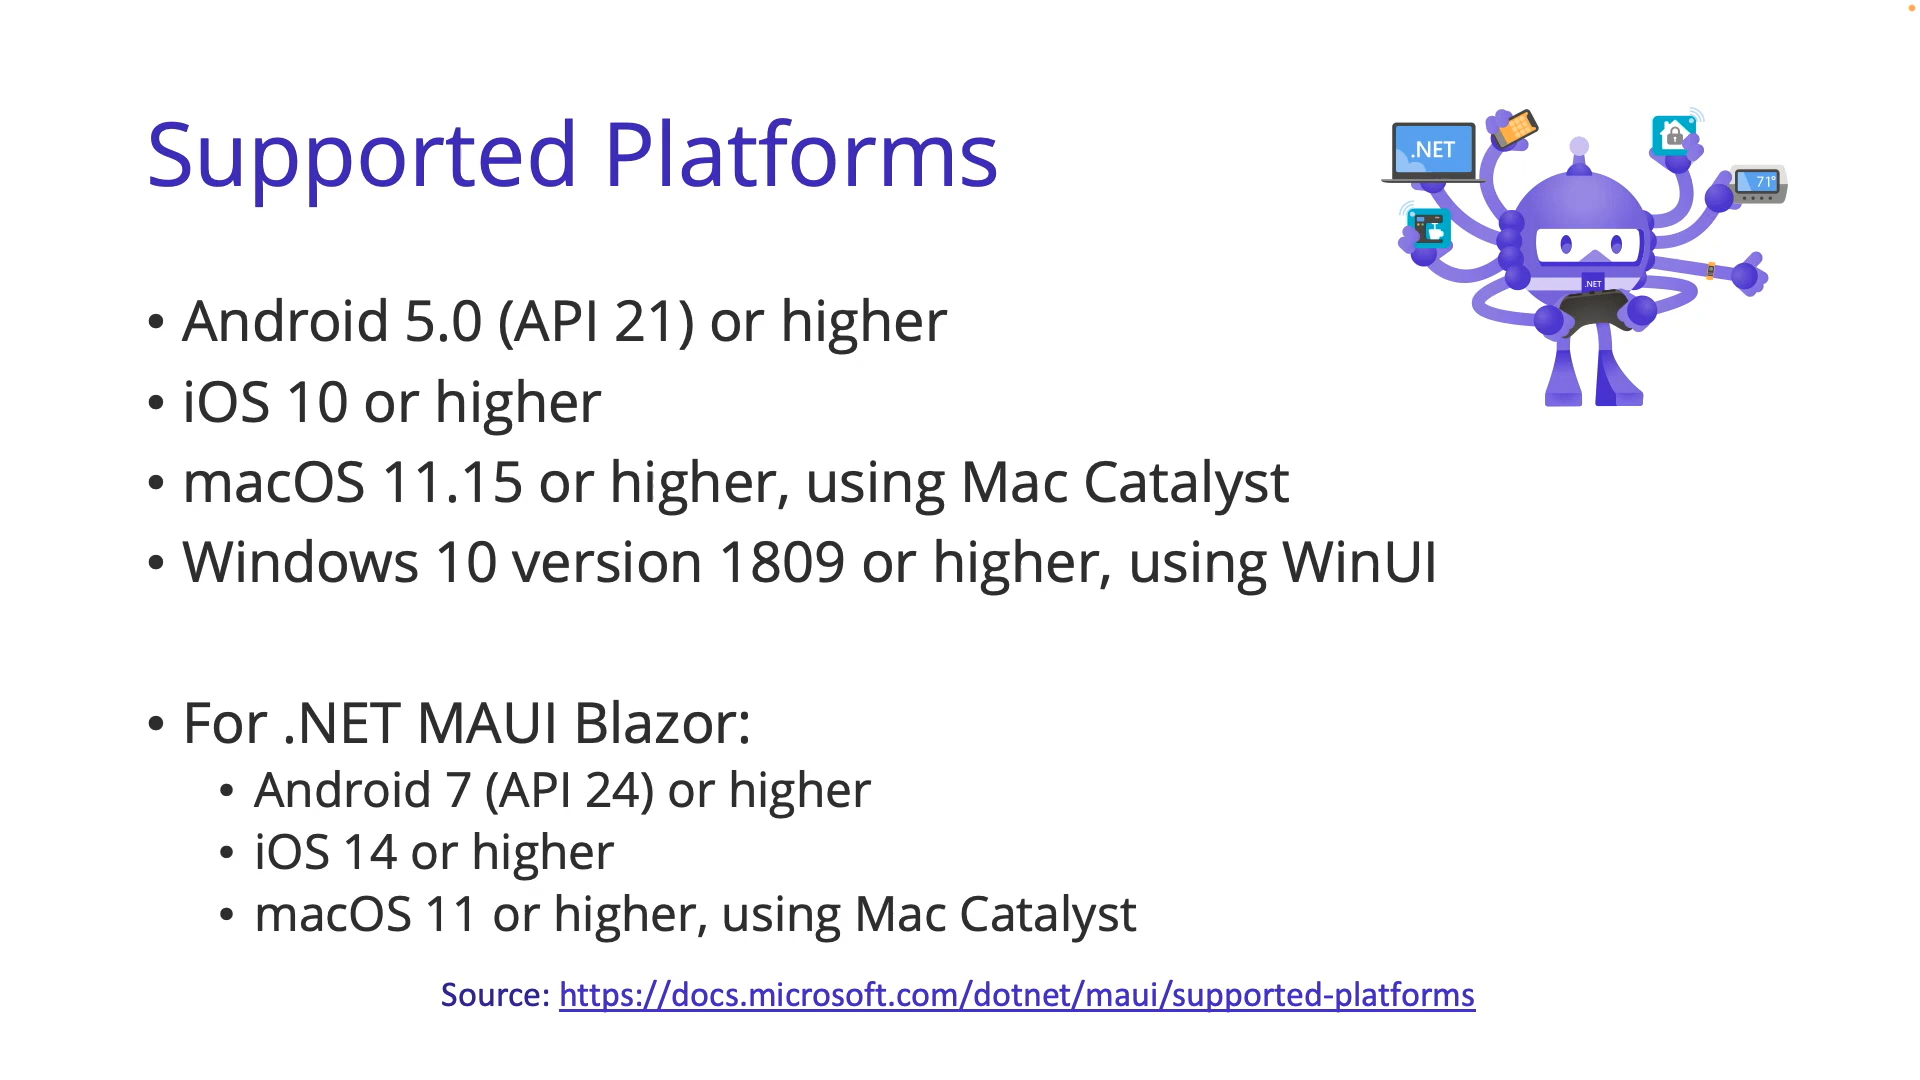 Supported Platforms
.NET
71°
.NET
• Android 5.0 (API 21) or higher
• iOS 10 or higher
• macOS 11.15 or higher, using Mac Catalyst
• Windows 10 version 1809 or higher, using WinUI
• For .NET MAUI Blazor:
• Android 7 (API 24) or higher
• iOS 14 or higher
• macOS 11 or higher, using Mac Catalyst
Source: https://docs.microsoft.com/dotnet/maui/supported-platforms